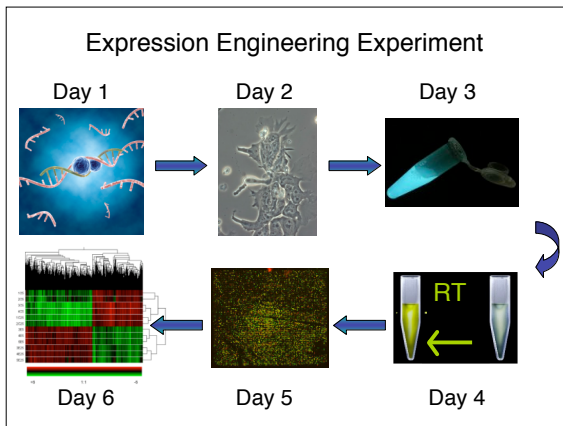 Expression Engineering Experiment
Day 1
Day 2
Day 3
RT
Day 6
Day 5
Day 4